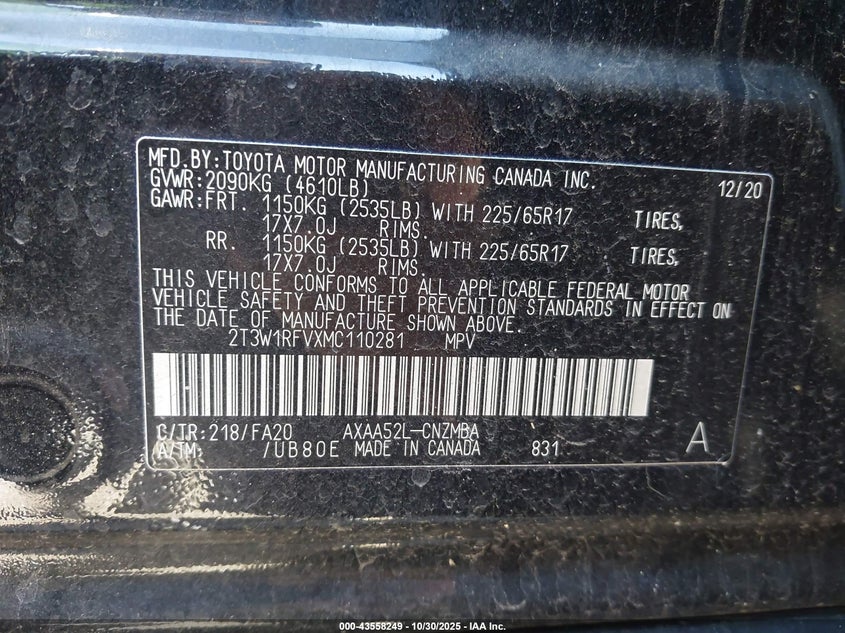 MFD.BY:TOYOTA MOTOR MANUFACTURING CANADA INC. 12/20
GVWR:2090KG (4610LB)
GAWR:FRT. 1150KG (2535LB) WITH 225/65R17 TIRES,
17X7.0J RIMS.
RR. 1150KG (2535LB) WITH 225/65R17 TIRES,
17X7.0J RIMS.
THIS VEHICLE CONFORMS TO ALL APPLICABLE FEDERAL MOTOR
VEHICLE SAFETY AND THEFT PREVENTION STANDARDS IN EFFECT ON
THE DATE OF MANUFACTURE SHOWN ABOVE.
2T3W1RFVXMC110281 MPV
C/TR:218/FA20 AXAA52L-CNZMBA A
A/TM: /UB80E MADE IN CANADA 831
000-43558249 - 10/30/2025 - IAA Inc.